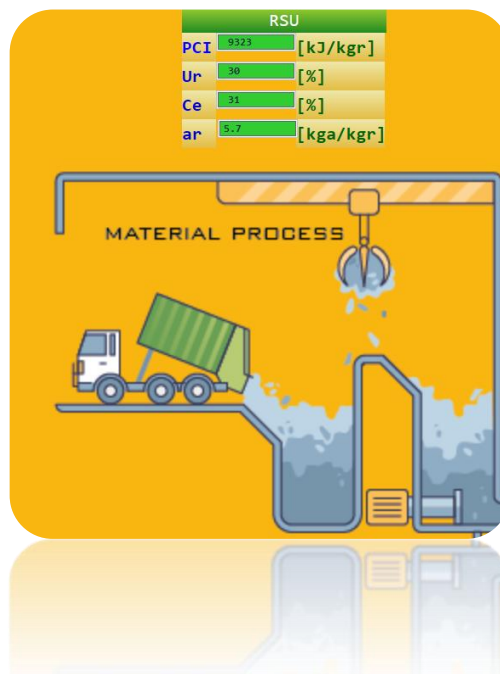 RSU
PCI 9323 [kJ/kgr]
Ur 30 [%]
Ce 31 [%]
ar 5.7 [kga/kgr]
MATERIAL PROCESS